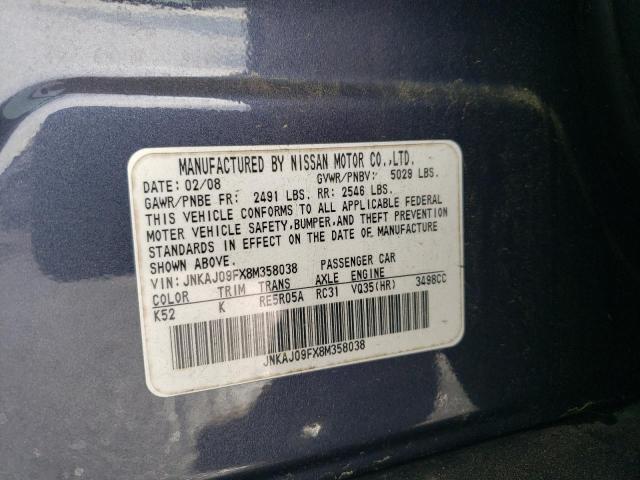 MANUFACTURED BY NISSAN MOTOR CO.,LTD.
DATE: 02/08 GVWR/PNBV: 5029 LBS.
GAWR/PNBE FR: 2491 LBS. RR: 2546 LBS.
THIS VEHICLE CONFORMS TO ALL APPLICABLE FEDERAL
MOTOR VEHICLE SAFETY,BUMPER,AND THEFT PREVENTION
STANDARDS IN EFFECT ON THE DATE OF MANUFACTURE
SHOWN ABOVE.
VIN: JNKAJ09FX8M358038 PASSENGER CAR
COLOR TRIM TRANS AXLE ENGINE
K52 K RE5R05A RC31 VQ35(HR) 3498CC
JNKAJ09FX8M358038